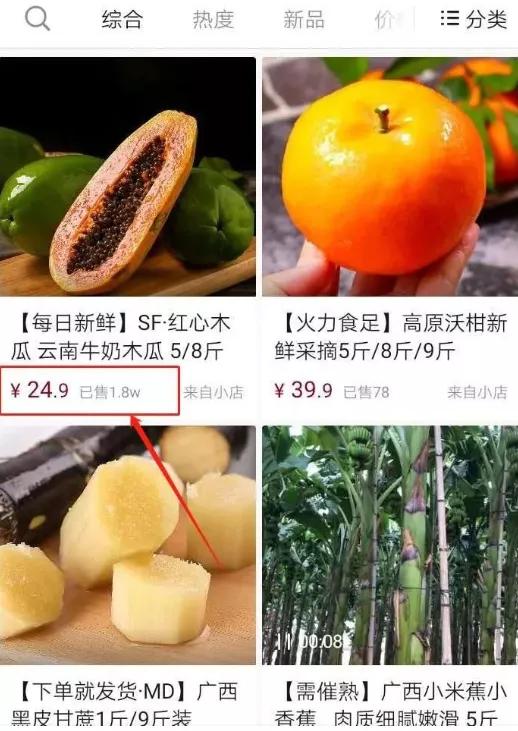 综合 热度 新品 价 分类
【每日新鲜】SF·红心木
瓜 云南牛奶木瓜 5/8斤
¥ 24.9 已售1.8w 来自小店
【火力食足】高原沃柑新
鲜采摘5斤/8斤/9斤
¥ 39.9 已售78 来自小店
【下单就发货·MD】广西
黑皮甘蔗1斤/9斤装
00:08
【需催熟】广西小米蕉小
香蕉 肉质细腻嫩滑 5斤